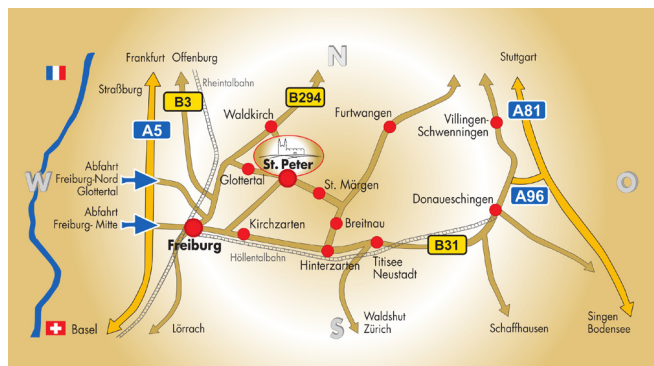 N
Frankfurt
Offenburg
Stuttgart
Straßburg
Rheintalbahn
B3
B294
A81
A5
Waldkirch
Furtwangen
Villingen-
Schwenningen
Abfahrt
Freiburg-Nord
Glottertal
W
St. Peter
Glottertal
St. Märgen
O
A96
Donaueschingen
Abfahrt
Freiburg- Mitte
Kirchzarten
Breitnau
Freiburg
Höllentalbahn
B31
Hinterzarten
Titisee
Neustadt
Basel
Lörrach
S
Waldshut
Zürich
Schaffhausen
Singen
Bodensee